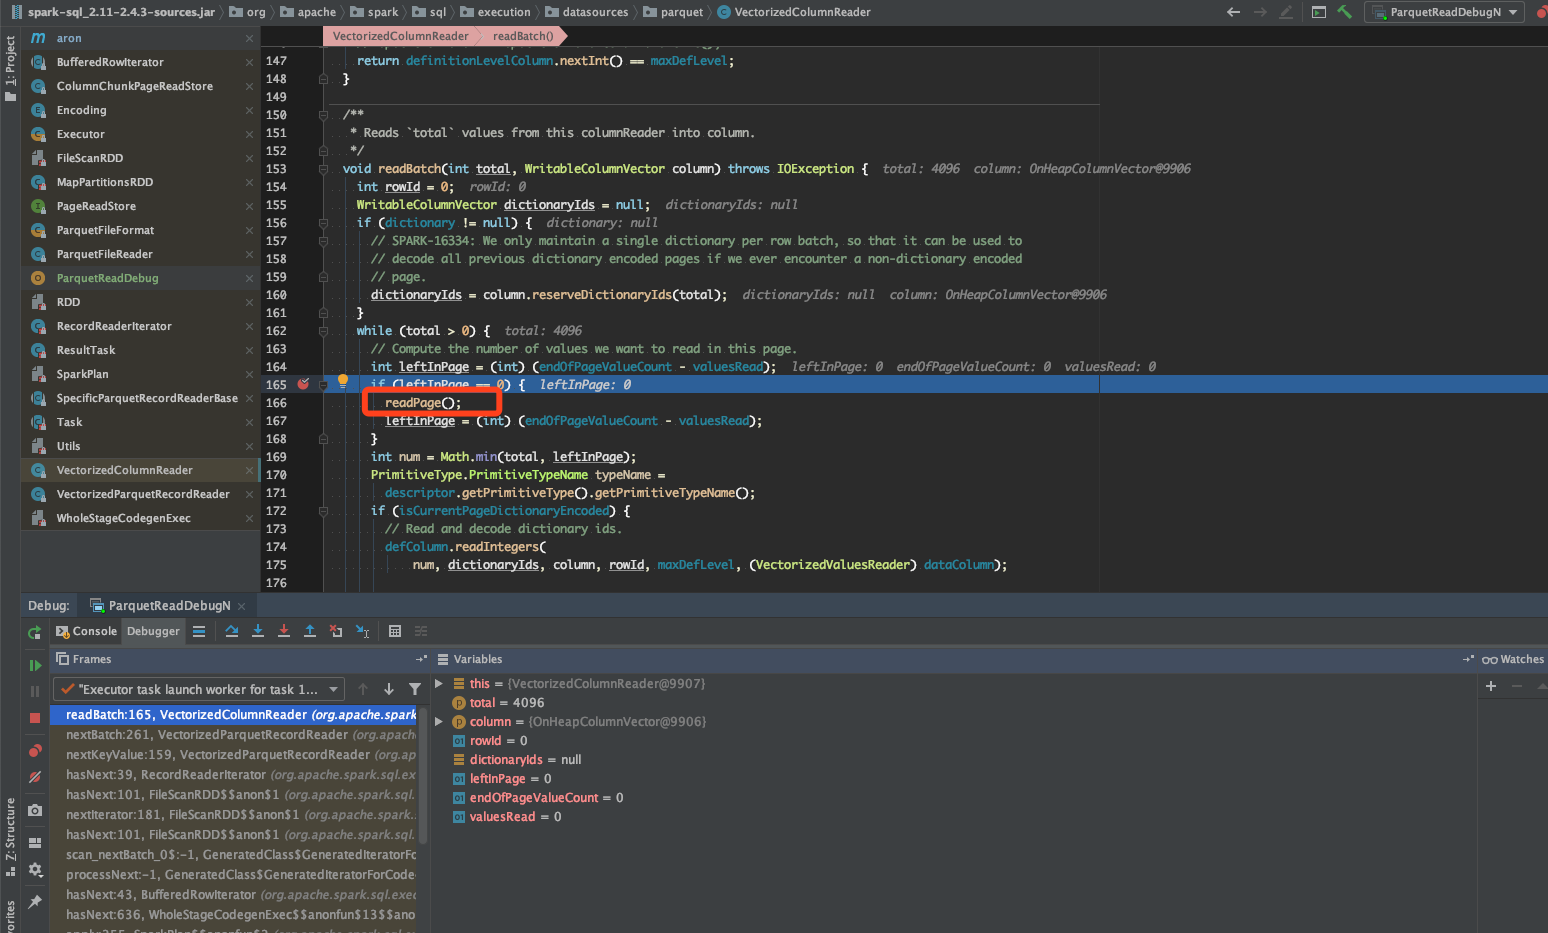 spark-sql_2.11-2.4.3-sources.jar org apache spark sql execution datasources parquet VectorizedColumnReader ParquetReadDebugN
1: Project
aron
BufferedRowIterator
ColumnChunkPageReadStore
Encoding
Executor
FileScanRDD
MapPartitionsRDD
PageReadStore
ParquetFileFormat
ParquetFileReader
ParquetReadDebug
RDD
RecordReaderIterator
ResultTask
SparkPlan
SpecificParquetRecordReaderBase
Task
Utils
VectorizedColumnReader
VectorizedParquetRecordReader
WholeStageCodegenExec
VectorizedColumnReader readBatch()
147 return definitionLevelColumn.nextInt() == maxDefLevel;
148 }
149
150 /**
151 * Reads `total` values from this columnReader into column.
152 */
153 void readBatch(int total, WritableColumnVector column) throws IOException { total: 4096 column: OnHeapColumnVector@9906
154 int rowId = 0; rowId: 0
155 WritableColumnVector dictionaryIds = null; dictionaryIds: null
156 if (dictionary != null) { dictionary: null
157 // SPARK-16334: We only maintain a single dictionary per row batch, so that it can be used to
158 // decode all previous dictionary encoded pages if we ever encounter a non-dictionary encoded
159 // page.
160 dictionaryIds = column.reserveDictionaryIds(total); dictionaryIds: null column: OnHeapColumnVector@9906
161 }
162 while (total > 0) { total: 4096
163 // Compute the number of values we want to read in this page.
164 int leftInPage = (int) (endOfPageValueCount - valuesRead); leftInPage: 0 endOfPageValueCount: 0 valuesRead: 0
165 if (leftInPage == 0) { leftInPage: 0
166 readPage();
167 leftInPage = (int) (endOfPageValueCount - valuesRead);
168 }
169 int num = Math.min(total, leftInPage);
170 PrimitiveType.PrimitiveTypeName typeName =
171 descriptor.getPrimitiveType().getPrimitiveTypeName();
172 if (isCurrentPageDictionaryEncoded) {
173 // Read and decode dictionary ids.
174 defColumn.readIntegers(
175 num, dictionaryIds, column, rowId, maxDefLevel, (VectorizedValuesReader) dataColumn);
176
Debug: ParquetReadDebugN
Console Debugger
Frames
"Executor task launch worker for task 1...
readBatch:165, VectorizedColumnReader (org.apache.spark
nextBatch:261, VectorizedParquetRecordReader (org.apach
nextKeyValue:159, VectorizedParquetRecordReader (org.ap
hasNext:39, RecordReaderIterator (org.apache.spark.sql.ex
hasNext:101, FileScanRDD$$anon$1 (org.apache.spark.sql.
nextIterator:181, FileScanRDD$$anon$1 (org.apache.spark.
hasNext:101, FileScanRDD$$anon$1 (org.apache.spark.sql.
scan_nextBatch_0$:-1, GeneratedClass$GeneratedIteratorFo
processNext:-1, GeneratedClass$GeneratedIteratorForCode
hasNext:43, BufferedRowIterator (org.apache.spark.sql.exec
hasNext:636, WholeStageCodegenExec$$anonfun$13$$ano
Variables
this = {VectorizedColumnReader@9907}
total = 4096
column = {OnHeapColumnVector@9906}
rowId = 0
dictionaryIds = null
leftInPage = 0
endOfPageValueCount = 0
valuesRead = 0
Watches
Z: Structure
vorites